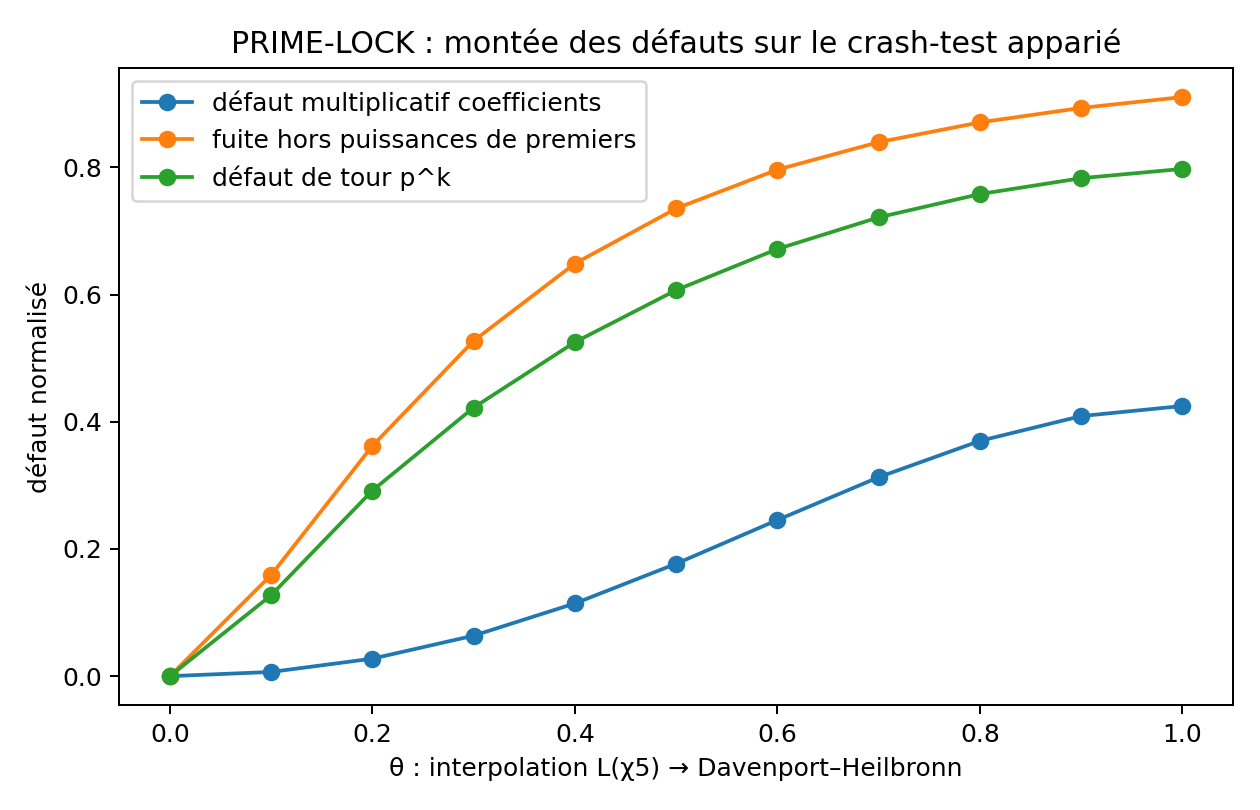 PRIME-LOCK : montée des défauts sur le crash-test apparié
défaut multiplicatif coefficients
fuite hors puissances de premiers
défaut de tour p^k
défaut normalisé
0.8
0.6
0.4
0.2
0.0
0.0 0.2 0.4 0.6 0.8 1.0
θ : interpolation L(χ5) → Davenport–Heilbronn